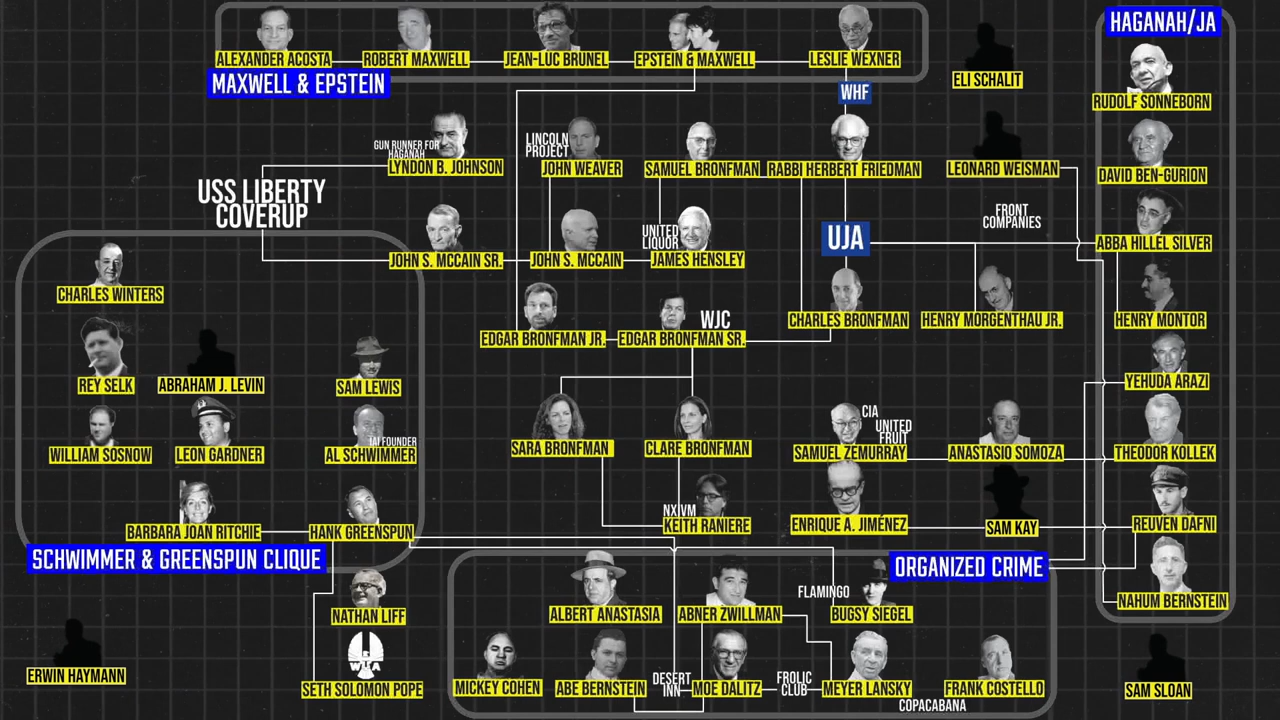 HAGANAH/JA
ALEXANDER ACOSTA
ROBERT MAXWELL
JEAN-LUC BRUNEL
EPSTEIN & MAXWELL
LESLIE WEXNER
MAXWELL & EPSTEIN
ELI SCHALIT
RUDOLF SONNEBORN
WHF
GUN RUNNER FOR
HAGANAH
LYNDON B. JOHNSON
LINCOLN
PROJECT
JOHN WEAVER
SAMUEL BRONFMAN
RABBI HERBERT FRIEDMAN
LEONARD WEISMAN
DAVID BEN-GURION
USS LIBERTY
COVERUP
FRONT
COMPANIES
UNITED
LIQUOR
UJA
ABBA HILLEL SILVER
JOHN S. MCCAIN SR.
JOHN S. MCCAIN
JAMES HENSLEY
CHARLES WINTERS
WJC
CHARLES BRONFMAN
HENRY MORGENTHAU JR.
HENRY MONTOR
EDGAR BRONFMAN JR.
EDGAR BRONFMAN SR.
REY SELK
ABRAHAM J. LEVIN
SAM LEWIS
YEHUDA ARAZI
CIA
UNITED
FRUIT
IAI FOUNDER
WILLIAM SOSNOW
LEON GARDNER
AL SCHWIMMER
SARA BRONFMAN
CLARE BRONFMAN
SAMUEL ZEMURRAY
ANASTASIO SOMOZA
THEODOR KOLLEK
NXIVM
KEITH RANIERE
ENRIQUE A. JIMÉNEZ
SAM KAY
REUVEN DAFNI
BARBARA JOAN RITCHIE
HANK GREENSPUN
SCHWIMMER & GREENSPUN CLIQUE
ORGANIZED CRIME
FLAMINGO
NAHUM BERNSTEIN
NATHAN LIFF
ALBERT ANASTASIA
ABNER ZWILLMAN
BUGSY SIEGEL
ERWIN HAYMANN
SETH SOLOMON POPE
MICKEY COHEN
ABE BERNSTEIN
DESERT
INN
MOE DALITZ
FROLIC
CLUB
MEYER LANSKY
FRANK COSTELLO
COPACABANA
SAM SLOAN